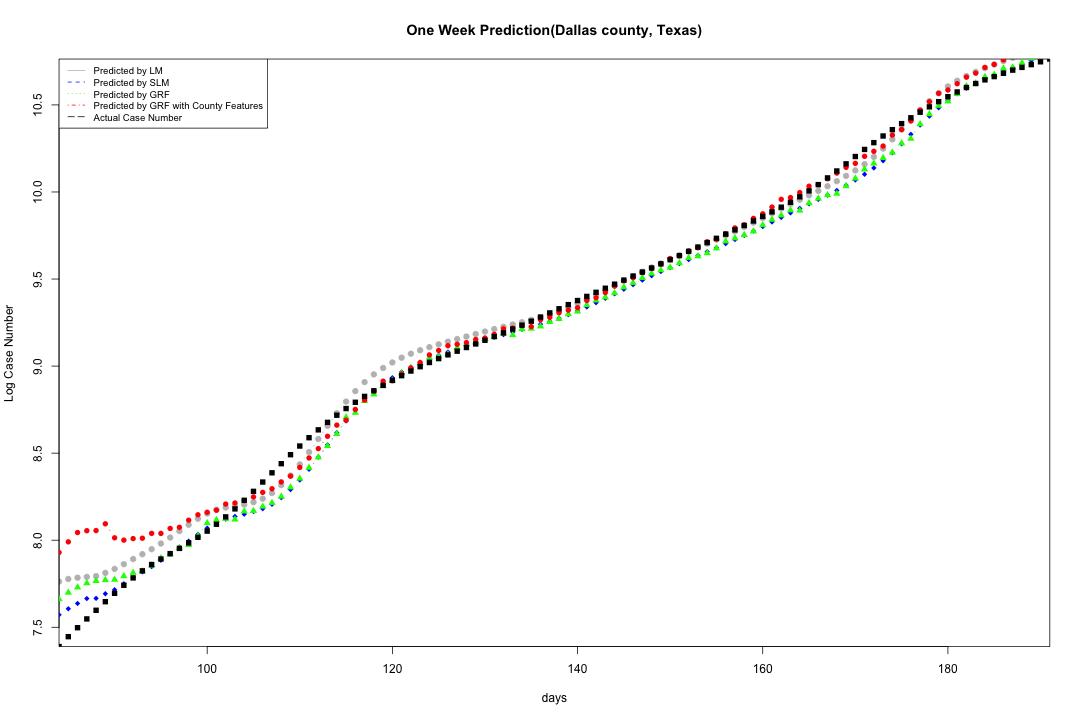 One Week Prediction(Dallas county, Texas)
Predicted by LM
Predicted by SLM
Predicted by GRF
Predicted by GRF with County Features
Actual Case Number
10.5
10.0
9.5
9.0
8.5
8.0
7.5
Log Case Number
100 120 140 160 180
days